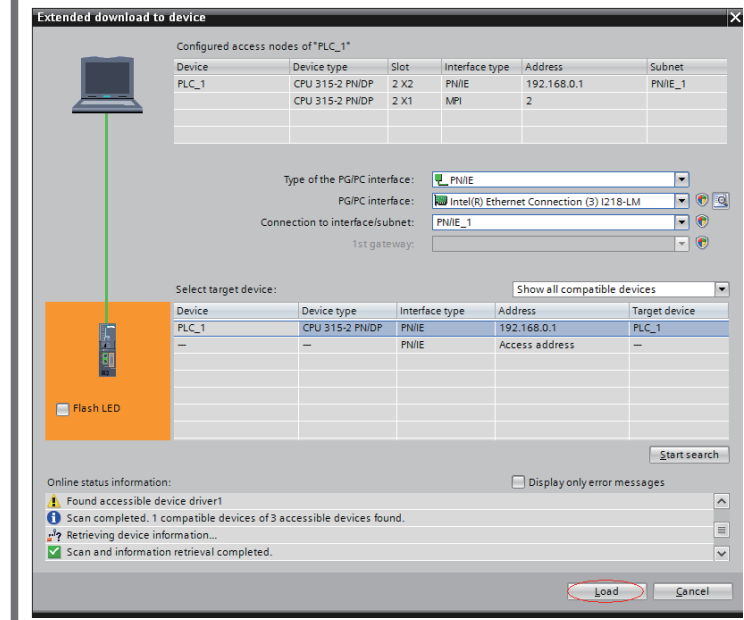 Extended download to device
Configured access nodes of "PLC_1"
Device Device type Slot Interface type Address Subnet
PLC_1 CPU 315-2 PN/DP 2 X2 PN/IE 192.168.0.1 PN/IE_1
CPU 315-2 PN/DP 2 X1 MPI 2
Type of the PG/PC interface: PN/IE
PG/PC interface: Intel(R) Ethernet Connection (3) I218-LM
Connection to interface/subnet: PN/IE_1
1st gateway:
Select target device: Show all compatible devices
Device Device type Interface type Address Target device
PLC_1 CPU 315-2 PN/DP PN/IE 192.168.0.1 PLC_1
— — PN/IE Access address —
Flash LED
Start search
Online status information: Display only error messages
Found accessible device driver1
Scan completed. 1 compatible devices of 3 accessible devices found.
Retrieving device information...
Scan and information retrieval completed.
Load Cancel